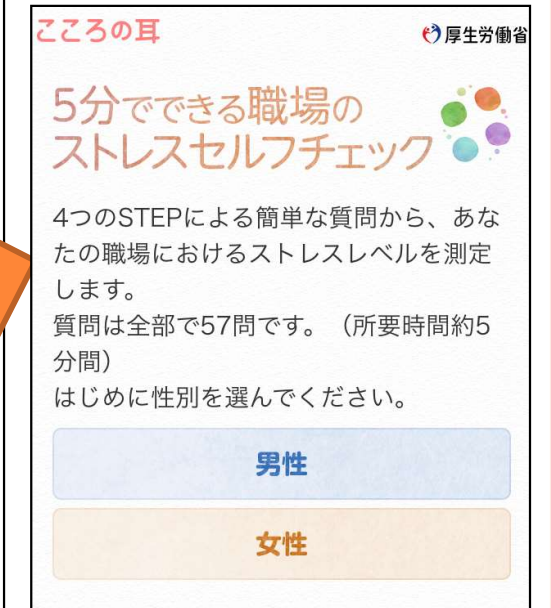 こころの耳
厚生労働省
5分でできる職場の
ストレスセルフチェック
4つのSTEPによる簡単な質問から、あな
たの職場におけるストレスレベルを測定
します。
質問は全部で57問です。（所要時間約5
分間）
はじめに性別を選んでください。
男性
女性